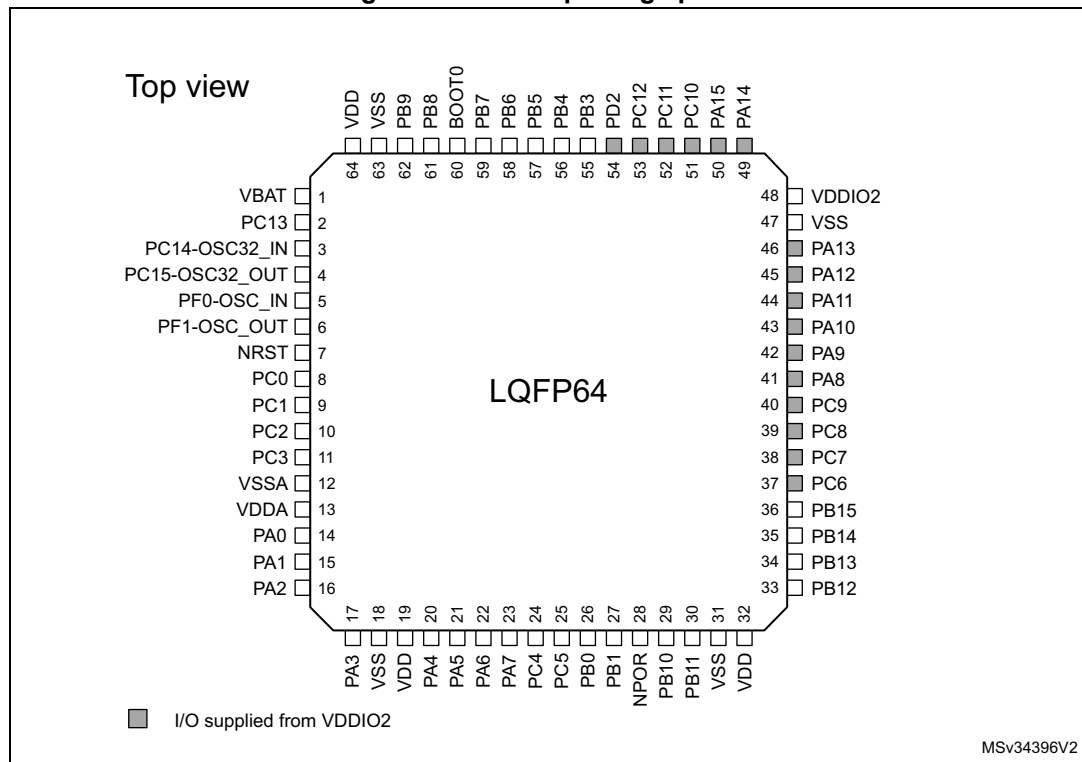 Top view
VDD
VSS
PB9
PB8
BOOT0
PB7
PB6
PB5
PB4
PB3
PD2
PC12
PC11
PC10
PA15
PA14
64 63 62 61 60 59 58 57 56 55 54 53 52 51 50 49
VBAT 1
PC13 2
PC14-OSC32_IN 3
PC15-OSC32_OUT 4
PF0-OSC_IN 5
PF1-OSC_OUT 6
NRST 7
PC0 8
PC1 9
PC2 10
PC3 11
VSSA 12
VDDA 13
PA0 14
PA1 15
PA2 16
LQFP64
48 VDDIO2
47 VSS
46 PA13
45 PA12
44 PA11
43 PA10
42 PA9
41 PA8
40 PC9
39 PC8
38 PC7
37 PC6
36 PB15
35 PB14
34 PB13
33 PB12
17 18 19 20 21 22 23 24 25 26 27 28 29 30 31 32
PA3
VSS
VDD
PA4
PA5
PA6
PA7
PC4
PC5
PB0
PB1
NPOR
PB10
PB11
VSS
VDD
I/O supplied from VDDIO2
MSv34396V2